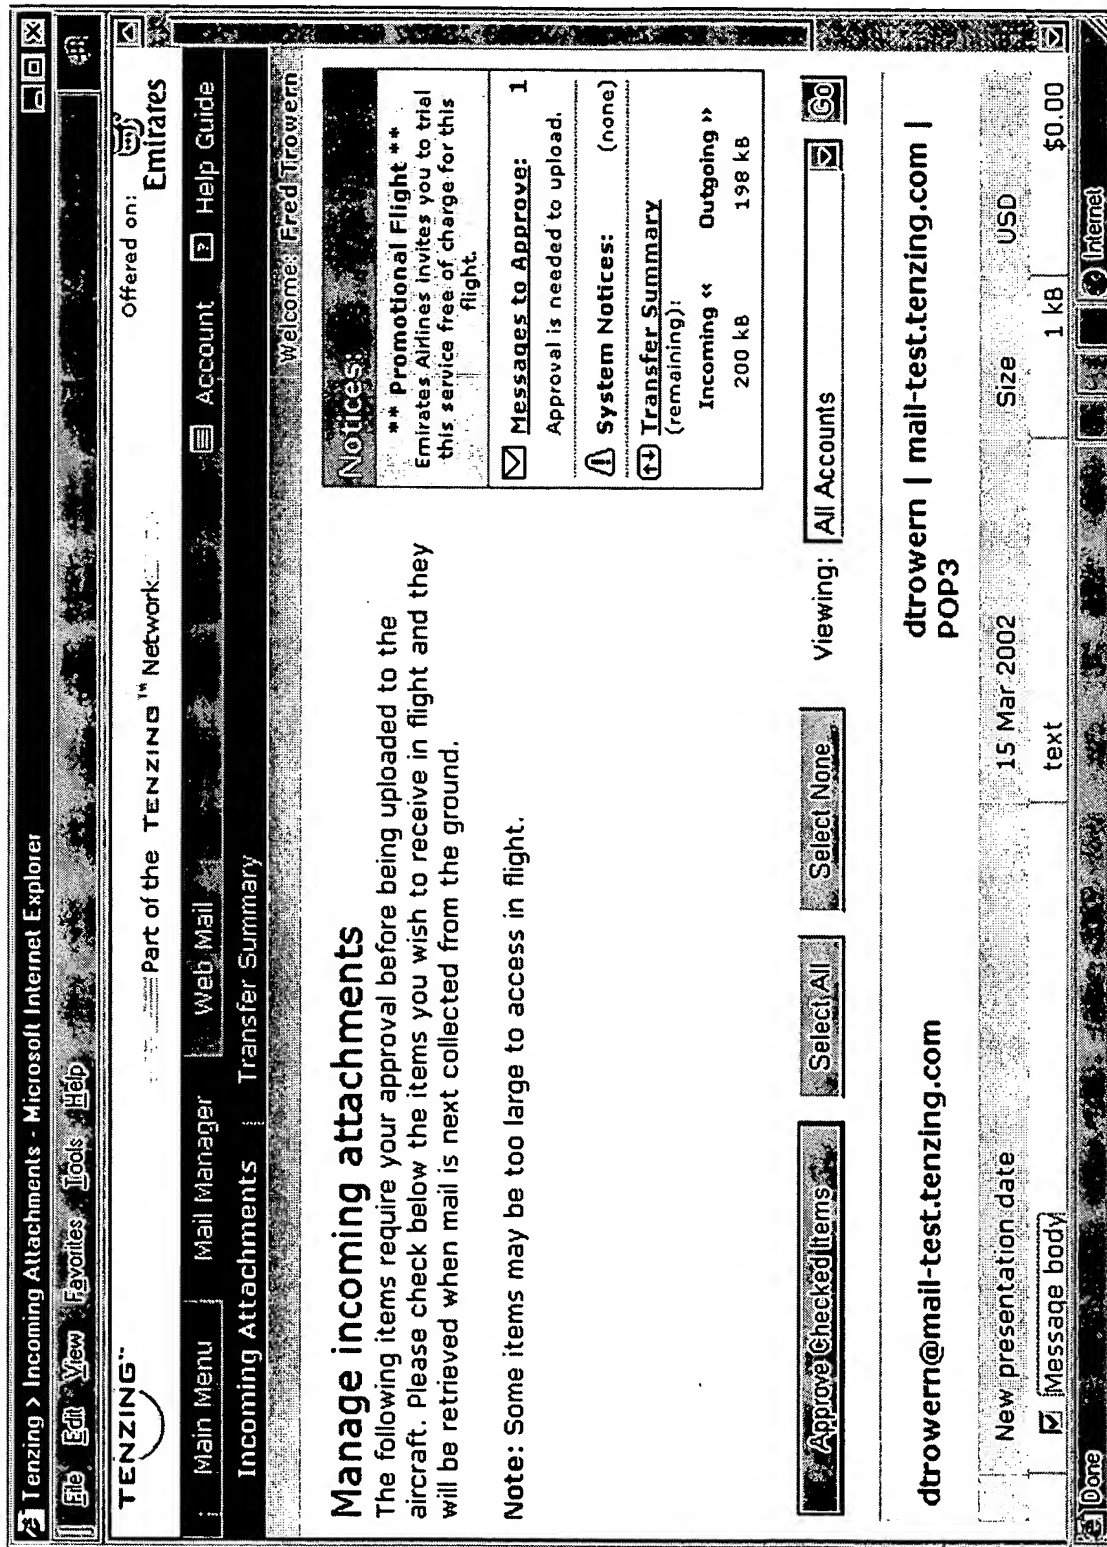 Tenzing > Incoming Attachments - Microsoft Internet Explorer
File Edit View Favorites Tools Help
TENZING™
Part of the TENZING™ Network
Offered on:
Emirates
Main Menu Mail Manager Web Mail Account ? Help Guide
Incoming Attachments | Transfer Summary
Welcome: Fred Trowern
Manage incoming attachments
The following items require your approval before being uploaded to the
aircraft. Please check below the items you wish to receive in flight and they
will be retrieved when mail is next collected from the ground.
Note: Some items may be too large to access in flight.
Notices:
** Promotional Flight **
Emirates Airlines invites you to trial
this service free of charge for this
flight.
Messages to Approve: 1
Approval is needed to upload.
System Notices: (none)
Transfer Summary
(remaining):
Incoming << Outgoing >>
200 kB 198 kB
Approve Checked Items Select All Select None Viewing: All Accounts Go
dtrowern@mail-test.tenzing.com dtrowern | mail-test.tenzing.com |
POP3
New presentation date 15 Mar 2002 Size USD $0.00
Message body text 1 kB
Done Internet